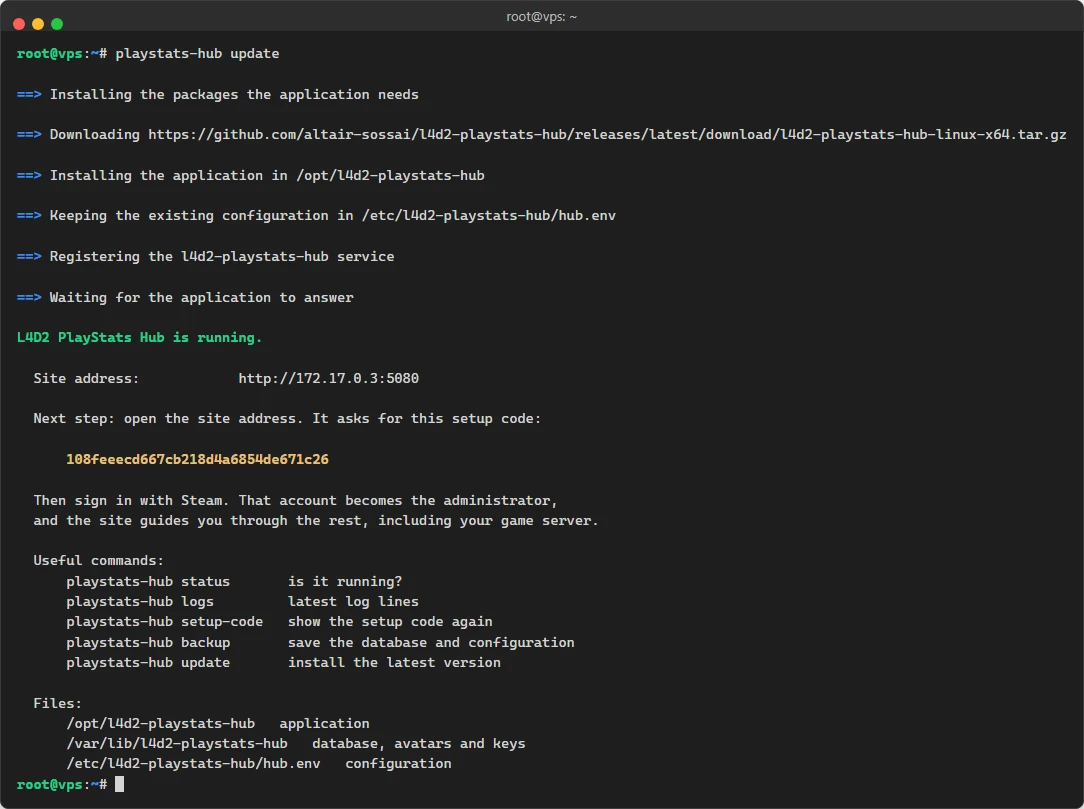 root@vps: ~
root@vps:~# playstats-hub update
==> Installing the packages the application needs
==> Downloading https://github.com/altair-sossai/l4d2-playstats-hub/releases/latest/download/l4d2-playstats-hub-linux-x64.tar.gz
==> Installing the application in /opt/l4d2-playstats-hub
==> Keeping the existing configuration in /etc/l4d2-playstats-hub/hub.env
==> Registering the l4d2-playstats-hub service
==> Waiting for the application to answer
L4D2 PlayStats Hub is running.
Site address: http://172.17.0.3:5080
Next step: open the site address. It asks for this setup code:
108feeecd667cb218d4a6854de671c26
Then sign in with Steam. That account becomes the administrator,
and the site guides you through the rest, including your game server.
Useful commands:
playstats-hub status is it running?
playstats-hub logs latest log lines
playstats-hub setup-code show the setup code again
playstats-hub backup save the database and configuration
playstats-hub update install the latest version
Files:
/opt/l4d2-playstats-hub application
/var/lib/l4d2-playstats-hub database, avatars and keys
/etc/l4d2-playstats-hub/hub.env configuration
root@vps:~#